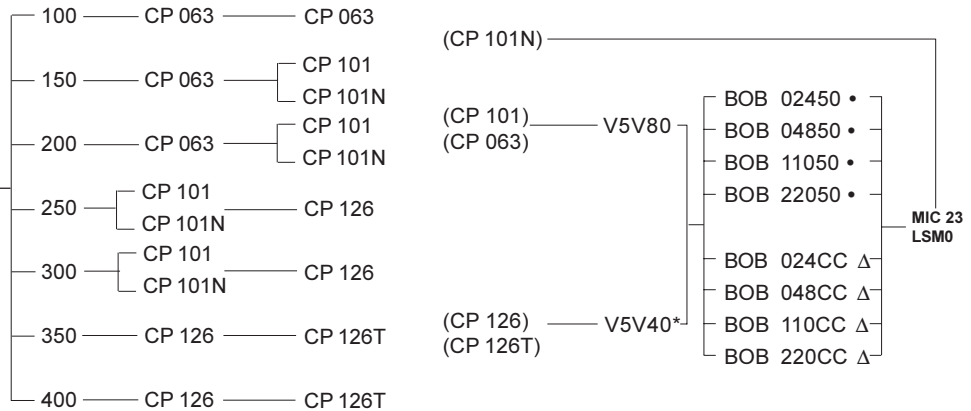 100 CP 063 CP 063
150 CP 063 CP 101
CP 101N
200 CP 063 CP 101
CP 101N
250 CP 101
CP 101N CP 126
300 CP 101
CP 101N CP 126
350 CP 126 CP 126T
400 CP 126 CP 126T
(CP 101N)
(CP 101)
(CP 063)
V5V80
(CP 126)
(CP 126T)
V5V40*
BOB 02450 •
BOB 04850 •
BOB 11050 •
BOB 22050 •
BOB 024CC Δ
BOB 048CC Δ
BOB 110CC Δ
BOB 220CC Δ
MIC 23
LSM0